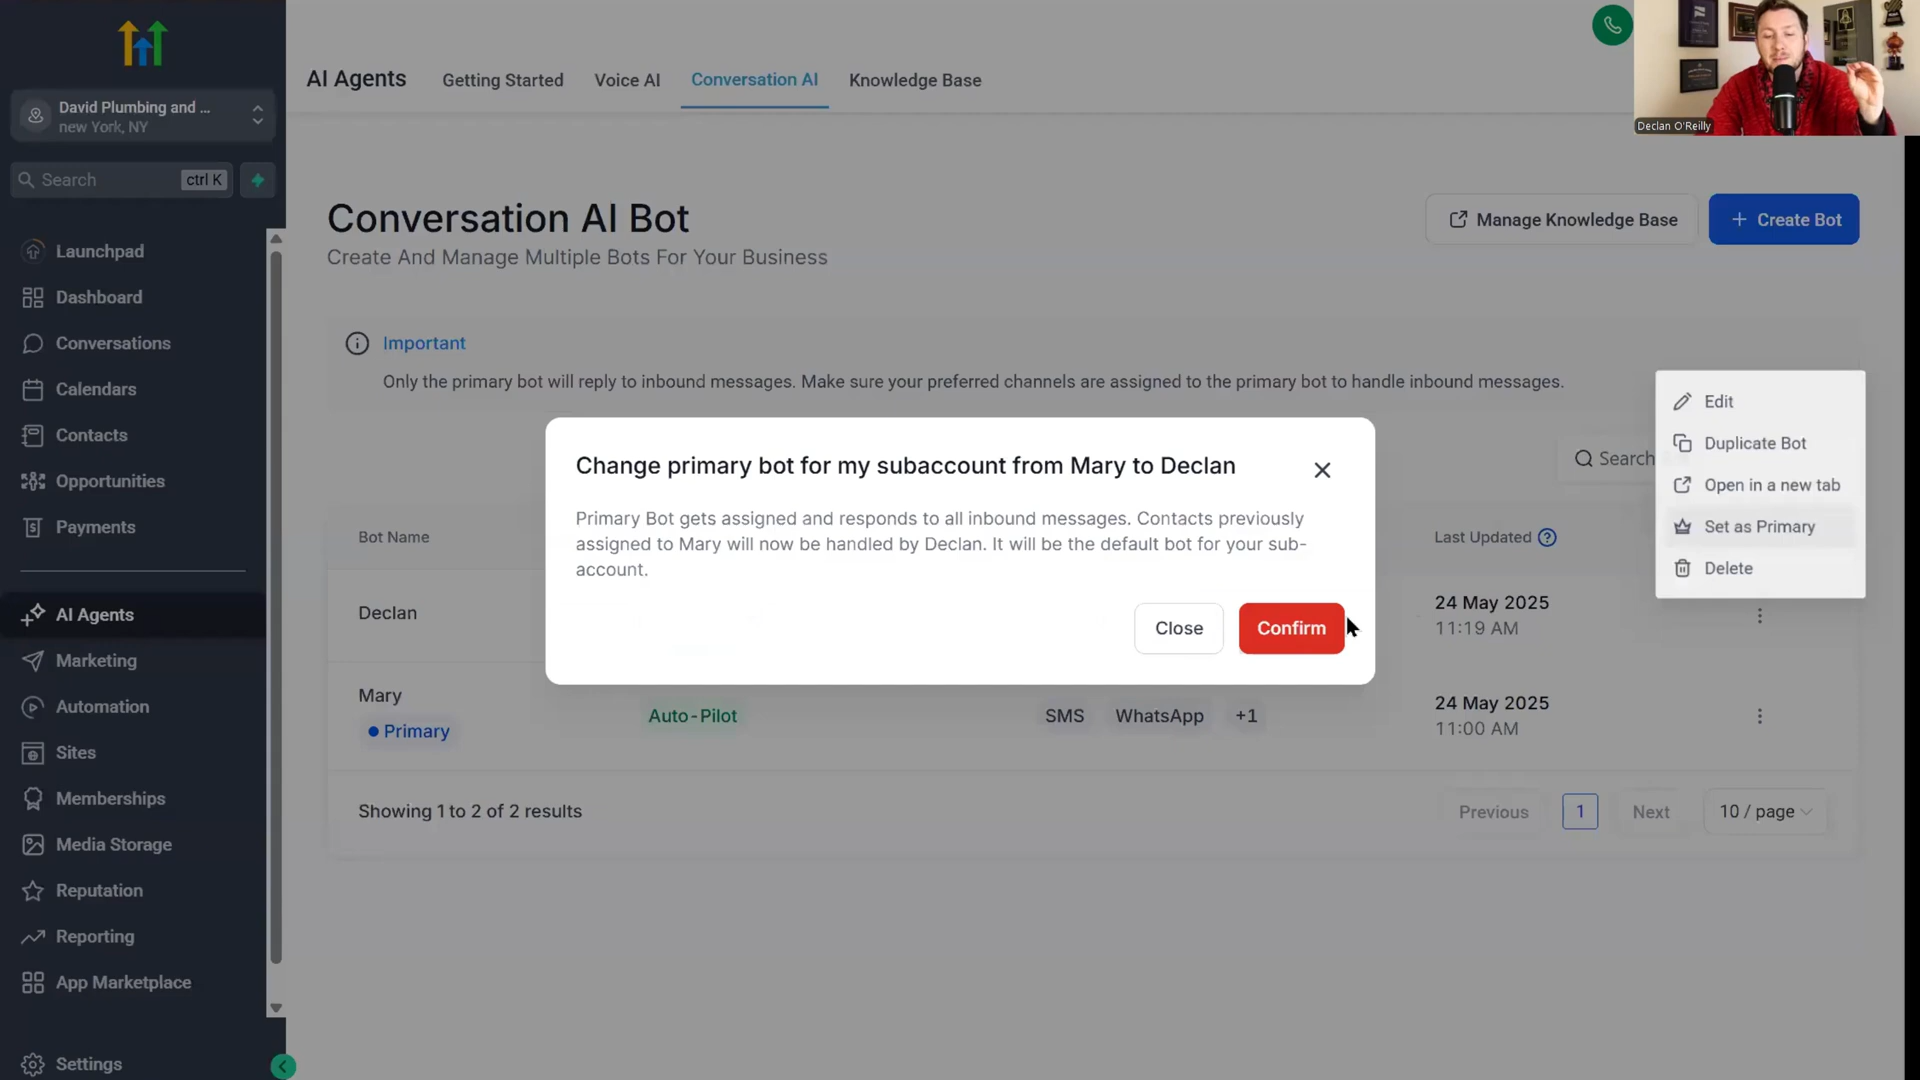 David Plumbing and ...
new York, NY
Search
ctrl K
Launchpad
Dashboard
Conversations
Calendars
Contacts
Opportunities
Payments
AI Agents
Marketing
Automation
Sites
Memberships
Media Storage
Reputation
Reporting
App Marketplace
Settings
AI Agents
Getting Started
Voice AI
Conversation AI
Knowledge Base
Declan O'Reilly
Conversation AI Bot
Create And Manage Multiple Bots For Your Business
Manage Knowledge Base
+ Create Bot
Important
Only the primary bot will reply to inbound messages. Make sure your preferred channels are assigned to the primary bot to handle inbound messages.
Search
Edit
Duplicate Bot
Open in a new tab
Set as Primary
Delete
Change primary bot for my subaccount from Mary to Declan
Primary Bot gets assigned and responds to all inbound messages. Contacts previously
assigned to Mary will now be handled by Declan. It will be the default bot for your sub-
account.
Close
Confirm
Bot Name
Last Updated
Declan
24 May 2025
11:19 AM
Mary
Primary
Auto-Pilot
SMS
WhatsApp
+1
24 May 2025
11:00 AM
Showing 1 to 2 of 2 results
Previous
1
Next
10 / page